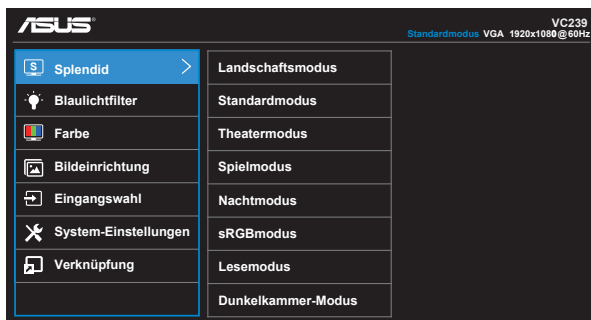 ASUS
VC239
Standardmodus VGA 1920x1080@60Hz
S Splendid >
Blaulichtfilter
Farbe
Bildeinrichtung
Eingangswahl
System-Einstellungen
Verknüpfung
Landschaftsmodus
Standardmodus
Theatermodus
Spielmodus
Nachtmodus
sRGBmodus
Lesemodus
Dunkelkammer-Modus